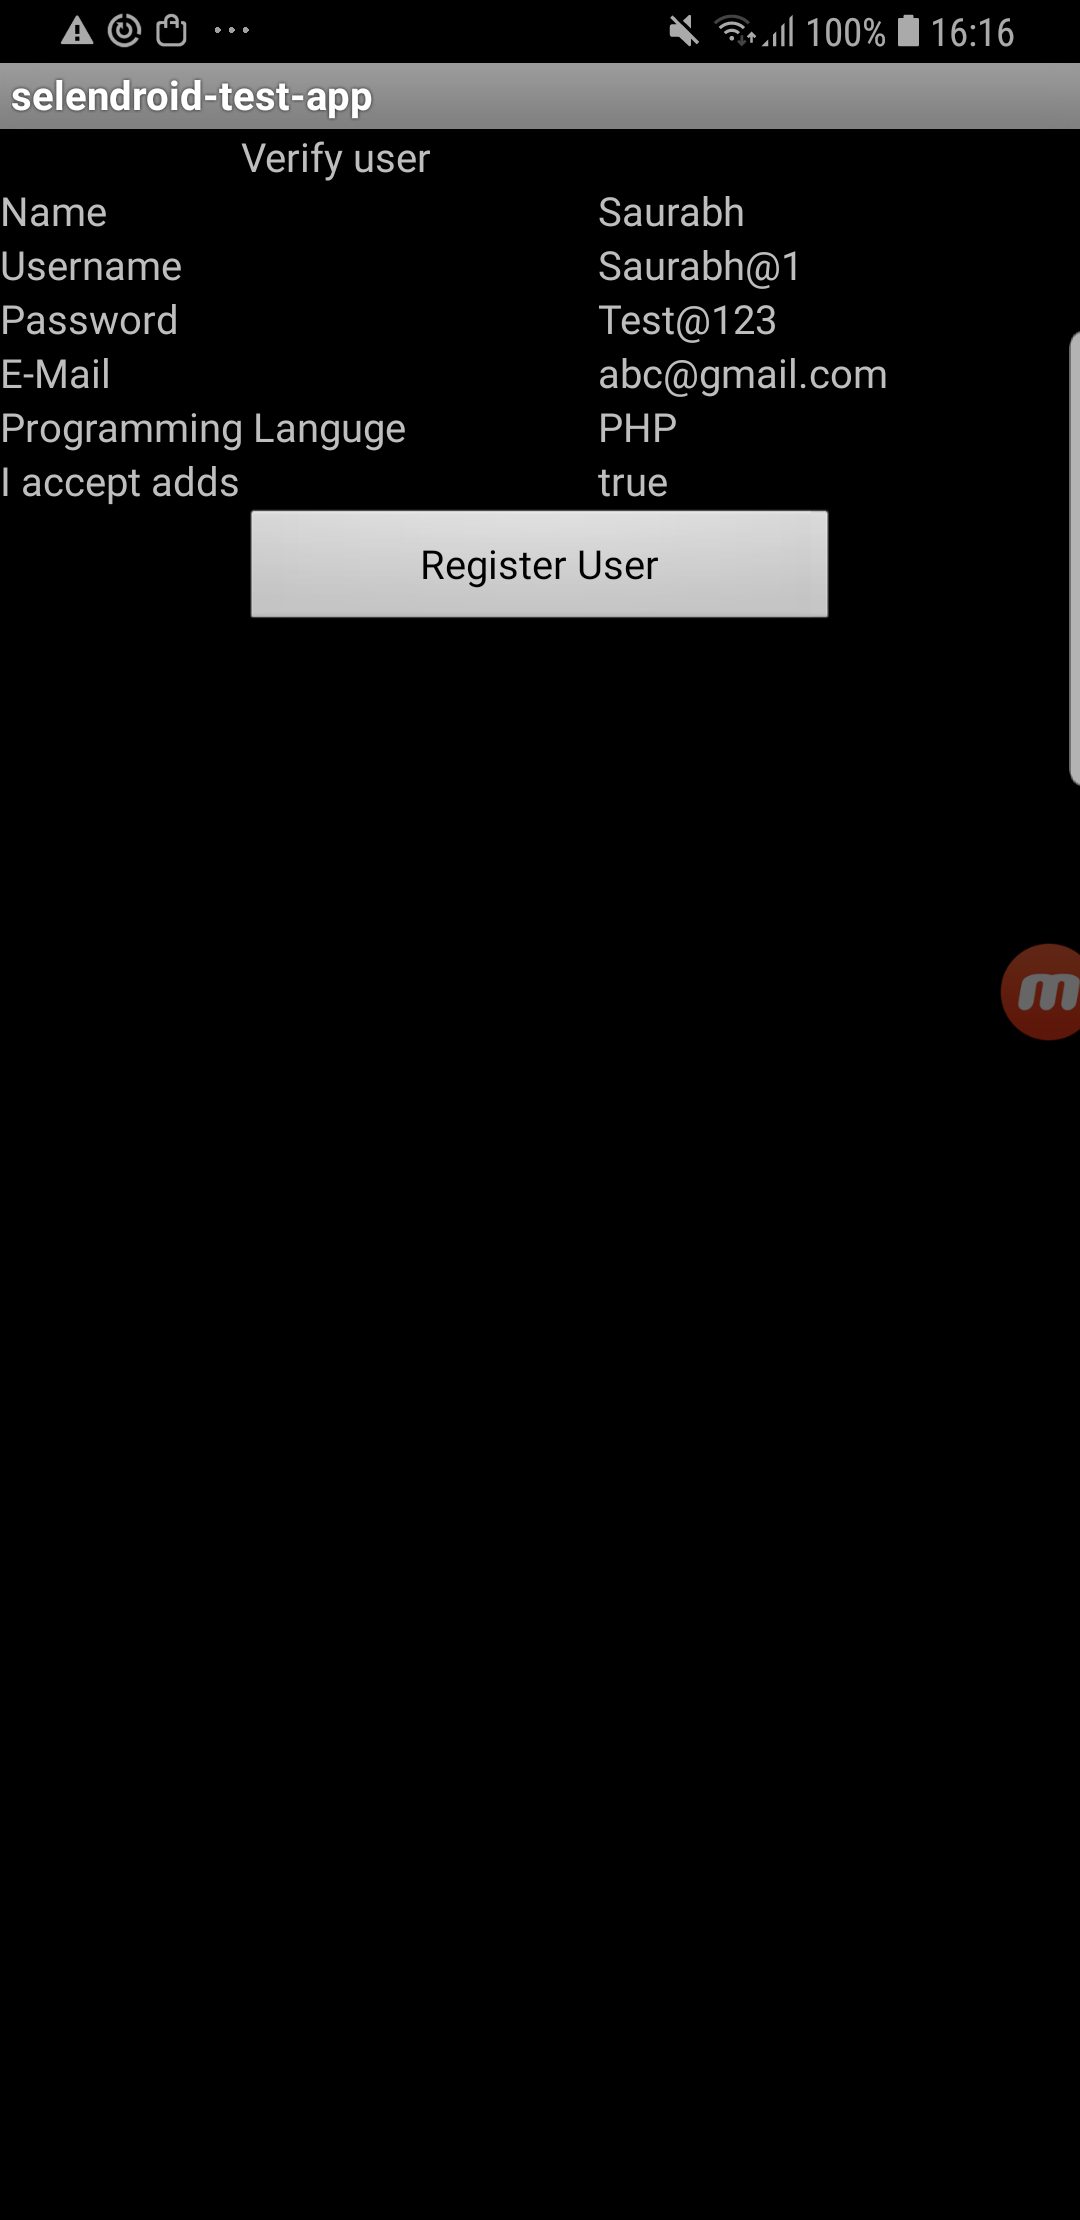 100% 16:16
selendroid-test-app
Verify user
Name Saurabh
Username Saurabh@1
Password Test@123
E-Mail abc@gmail.com
Programming Languge PHP
I accept adds true
Register User
m